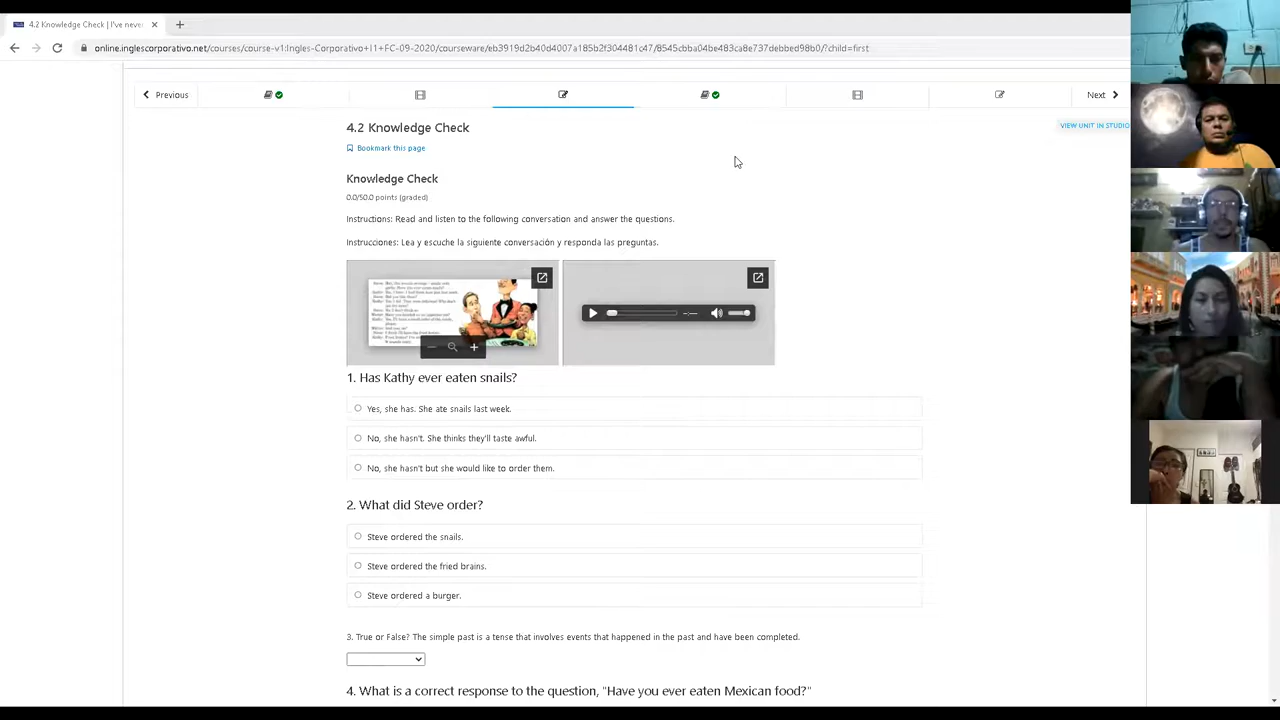 4.2 Knowledge Check | I've never
online.inglescorporativo.net/courses/course-v1:Ingles-Corporativo+I1+FC-09-2020/courseware/eb3919d2b40d4007a185b2f304481c47/8545cbba04be483ca8e737debbed98b0/?child=first
Previous
Next
4.2 Knowledge Check
VIEW UNIT IN STUDIO
Bookmark this page
Knowledge Check
0.0/50.0 points (graded)
Instructions: Read and listen to the following conversation and answer the questions.
Instrucciones: Lea y escuche la siguiente conversación y responda las preguntas.
1. Has Kathy ever eaten snails?
Yes, she has. She ate snails last week.
No, she hasn't. She thinks they'll taste awful.
No, she hasn't but she would like to order them.
2. What did Steve order?
Steve ordered the snails.
Steve ordered the fried brains.
Steve ordered a burger.
3. True or False? The simple past is a tense that involves events that happened in the past and have been completed.
4. What is a correct response to the question, "Have you ever eaten Mexican food?"